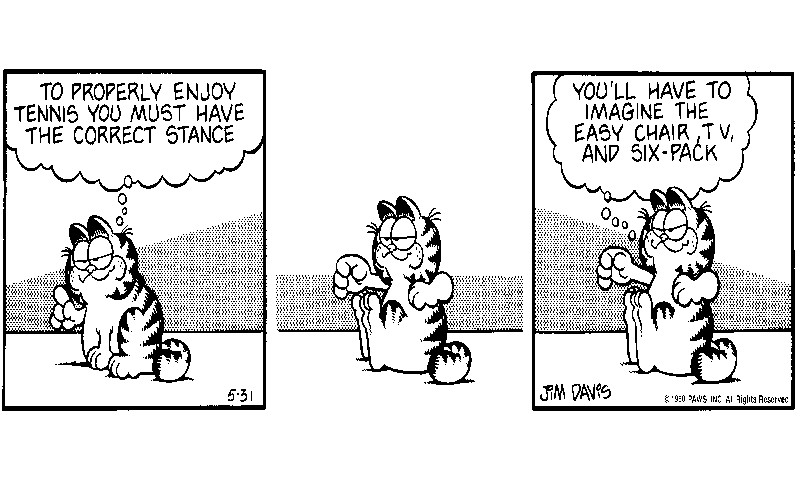 TO PROPERLY ENJOY
TENNIS YOU MUST HAVE
THE CORRECT STANCE
5·31
YOU'LL HAVE TO
IMAGINE THE
EASY CHAIR, TV,
AND SIX-PACK
JIM DAVIS
© 1980 PAWS, INC. All Rights Reserved